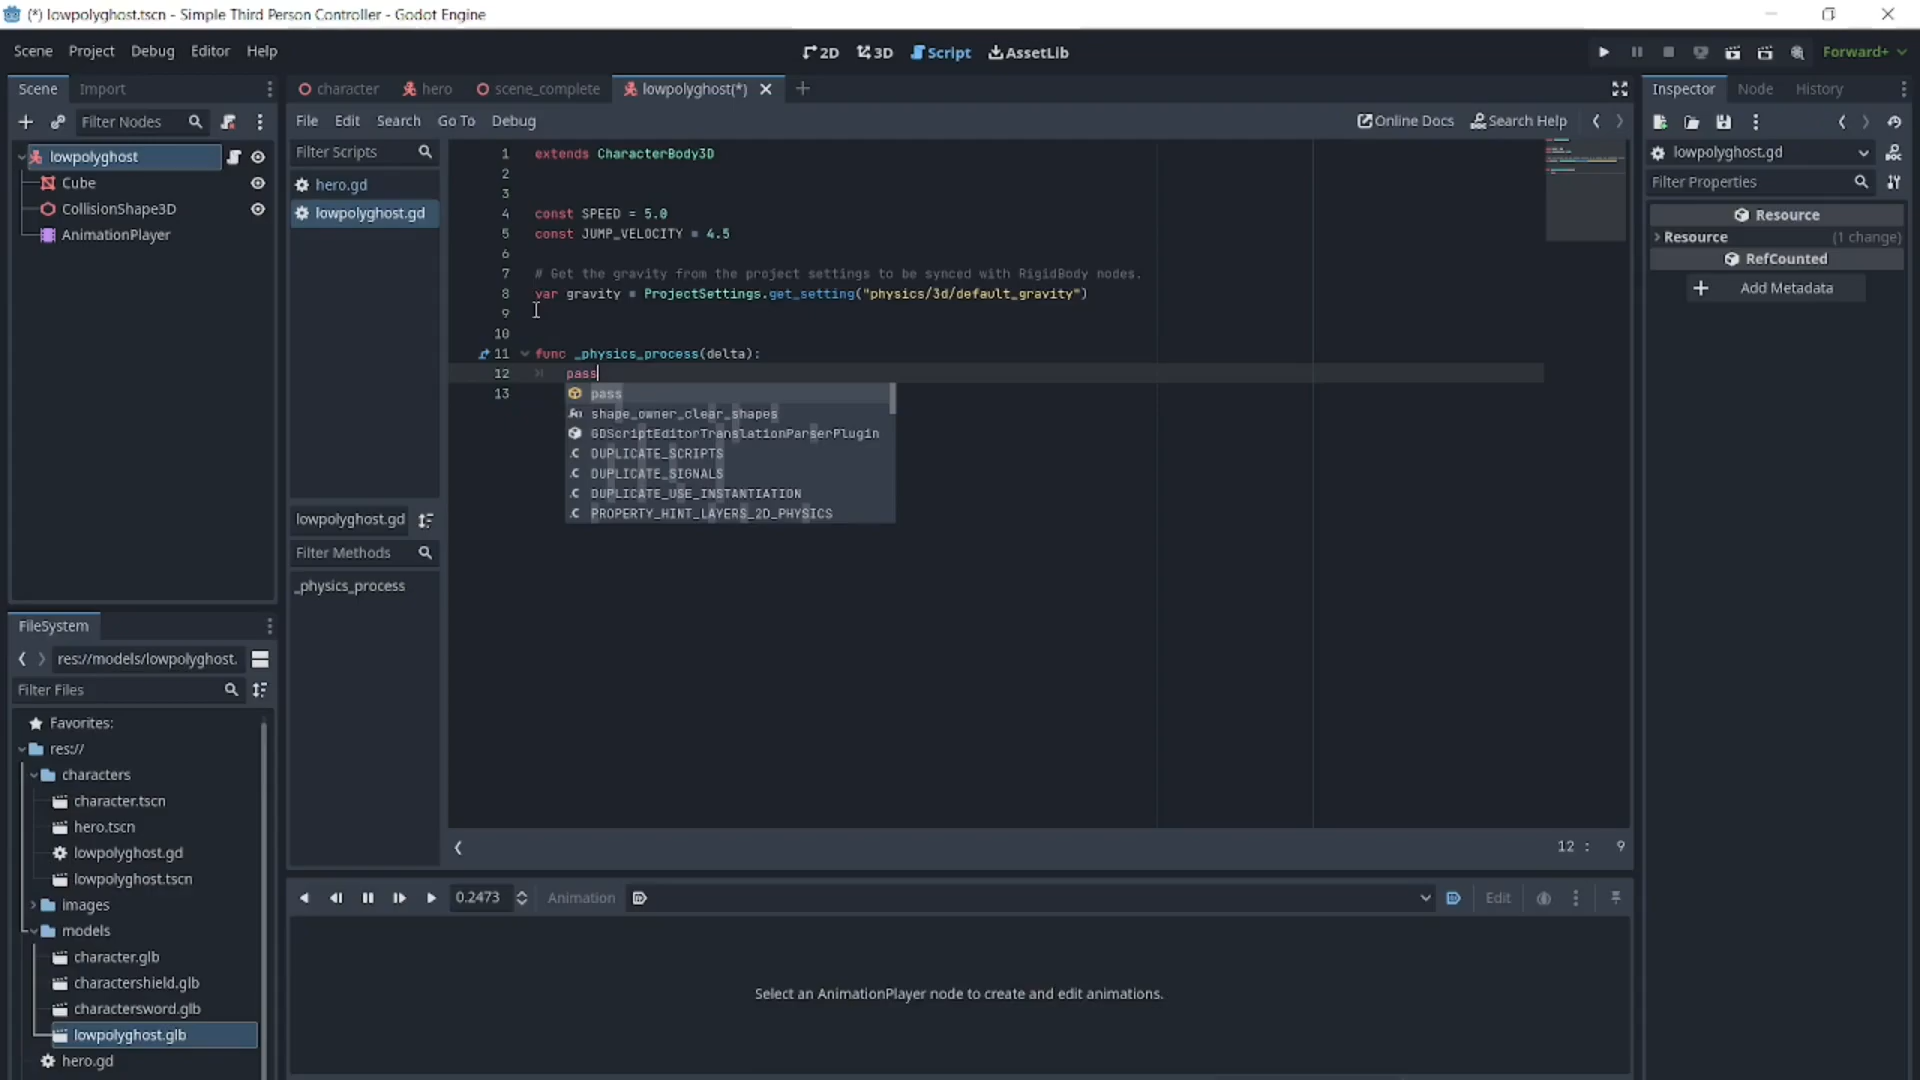 (*) lowpolyghost.tscn - Simple Third Person Controller - Godot Engine
Scene Project Debug Editor Help
2D 3D Script AssetLib
Forward+
Scene Import
character hero scene_complete lowpolyghost(*)
Inspector Node History
Filter Nodes
File Edit Search Go To Debug
Online Docs Search Help
lowpolyghost
Cube
CollisionShape3D
AnimationPlayer
Filter Scripts
hero.gd
lowpolyghost.gd
lowpolyghost.gd
Filter Methods
_physics_process
1 extends CharacterBody3D
2
3
4 const SPEED = 5.0
5 const JUMP_VELOCITY = 4.5
6
7 # Get the gravity from the project settings to be synced with RigidBody nodes.
8 var gravity = ProjectSettings.get_setting("physics/3d/default_gravity")
9
10
11 func _physics_process(delta):
12 pass
13
pass
shape_owner_clear_shapes
GDScriptEditorTranslationParserPlugin
DUPLICATE_SCRIPTS
DUPLICATE_SIGNALS
DUPLICATE_USE_INSTANTIATION
PROPERTY_HINT_LAYERS_2D_PHYSICS
12 : 9
lowpolyghost.gd
Filter Properties
Resource
Resource (1 change)
RefCounted
Add Metadata
FileSystem
res://models/lowpolyghost.
Filter Files
Favorites:
res://
characters
character.tscn
hero.tscn
lowpolyghost.gd
lowpolyghost.tscn
images
models
character.glb
charactershield.glb
charactersword.glb
lowpolyghost.glb
hero.gd
0.2473 Animation Edit
Select an AnimationPlayer node to create and edit animations.